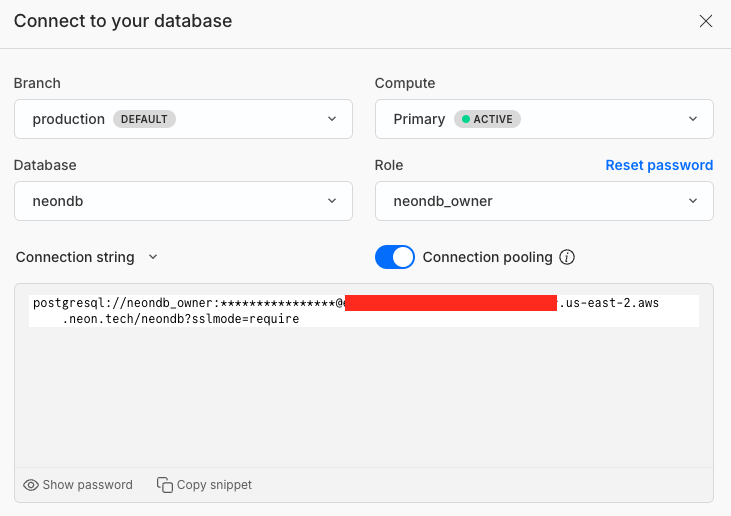 Connect to your database
Branch
Compute
production DEFAULT
Primary ACTIVE
Database
Role
Reset password
neondb
neondb_owner
Connection string
Connection pooling
postgresql://neondb_owner:****************@ .us-east-2.aws
.neon.tech/neondb?sslmode=require
Show password
Copy snippet